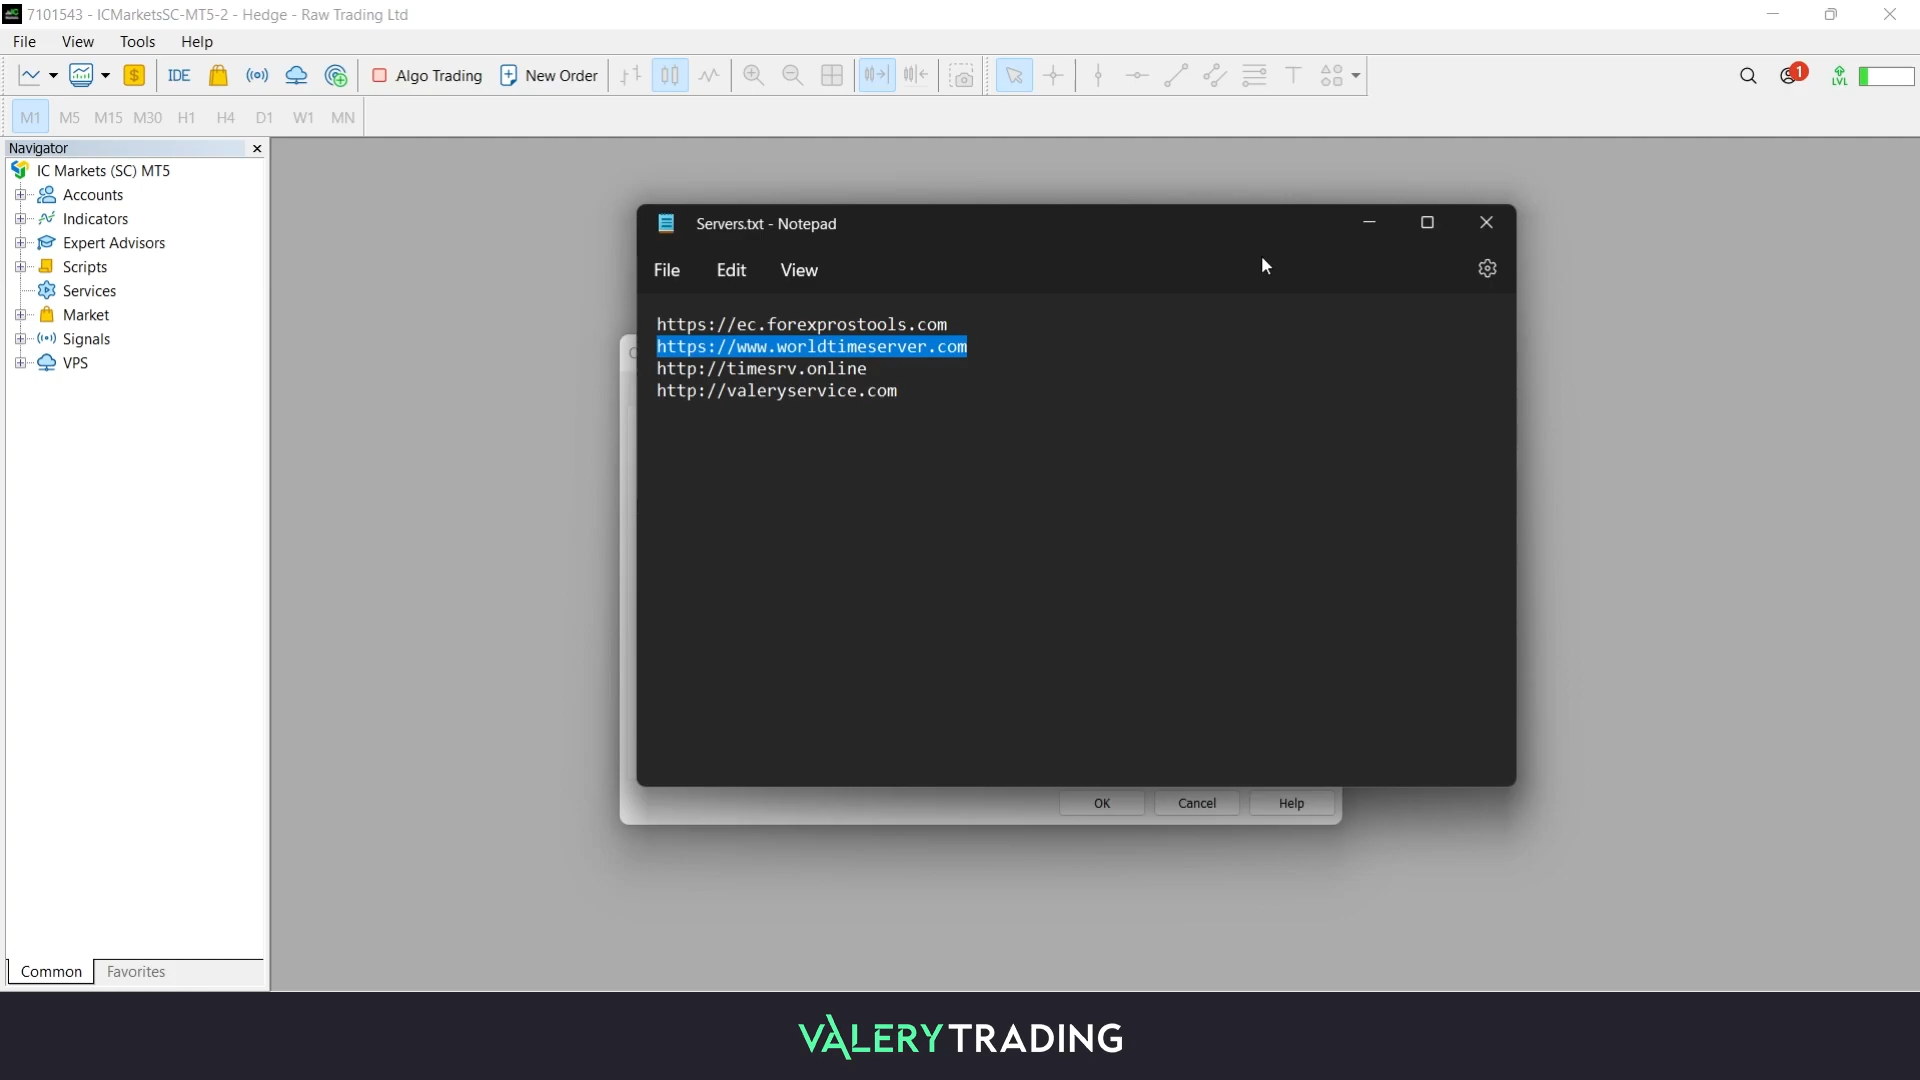 7101543 - ICMarketsSC-MT5-2 - Hedge - Raw Trading Ltd
File View Tools Help
IDE Algo Trading New Order 1 LVL
M1 M5 M15 M30 H1 H4 D1 W1 MN
Navigator
IC Markets (SC) MT5
Accounts
Indicators
Expert Advisors
Scripts
Services
Market
Signals
VPS
Common Favorites
Servers.txt - Notepad
File Edit View
https://ec.forexprostools.com
https://www.worldtimeserver.com
http://timesrv.online
http://valeryservice.com
OK Cancel Help
VALERYTRADING